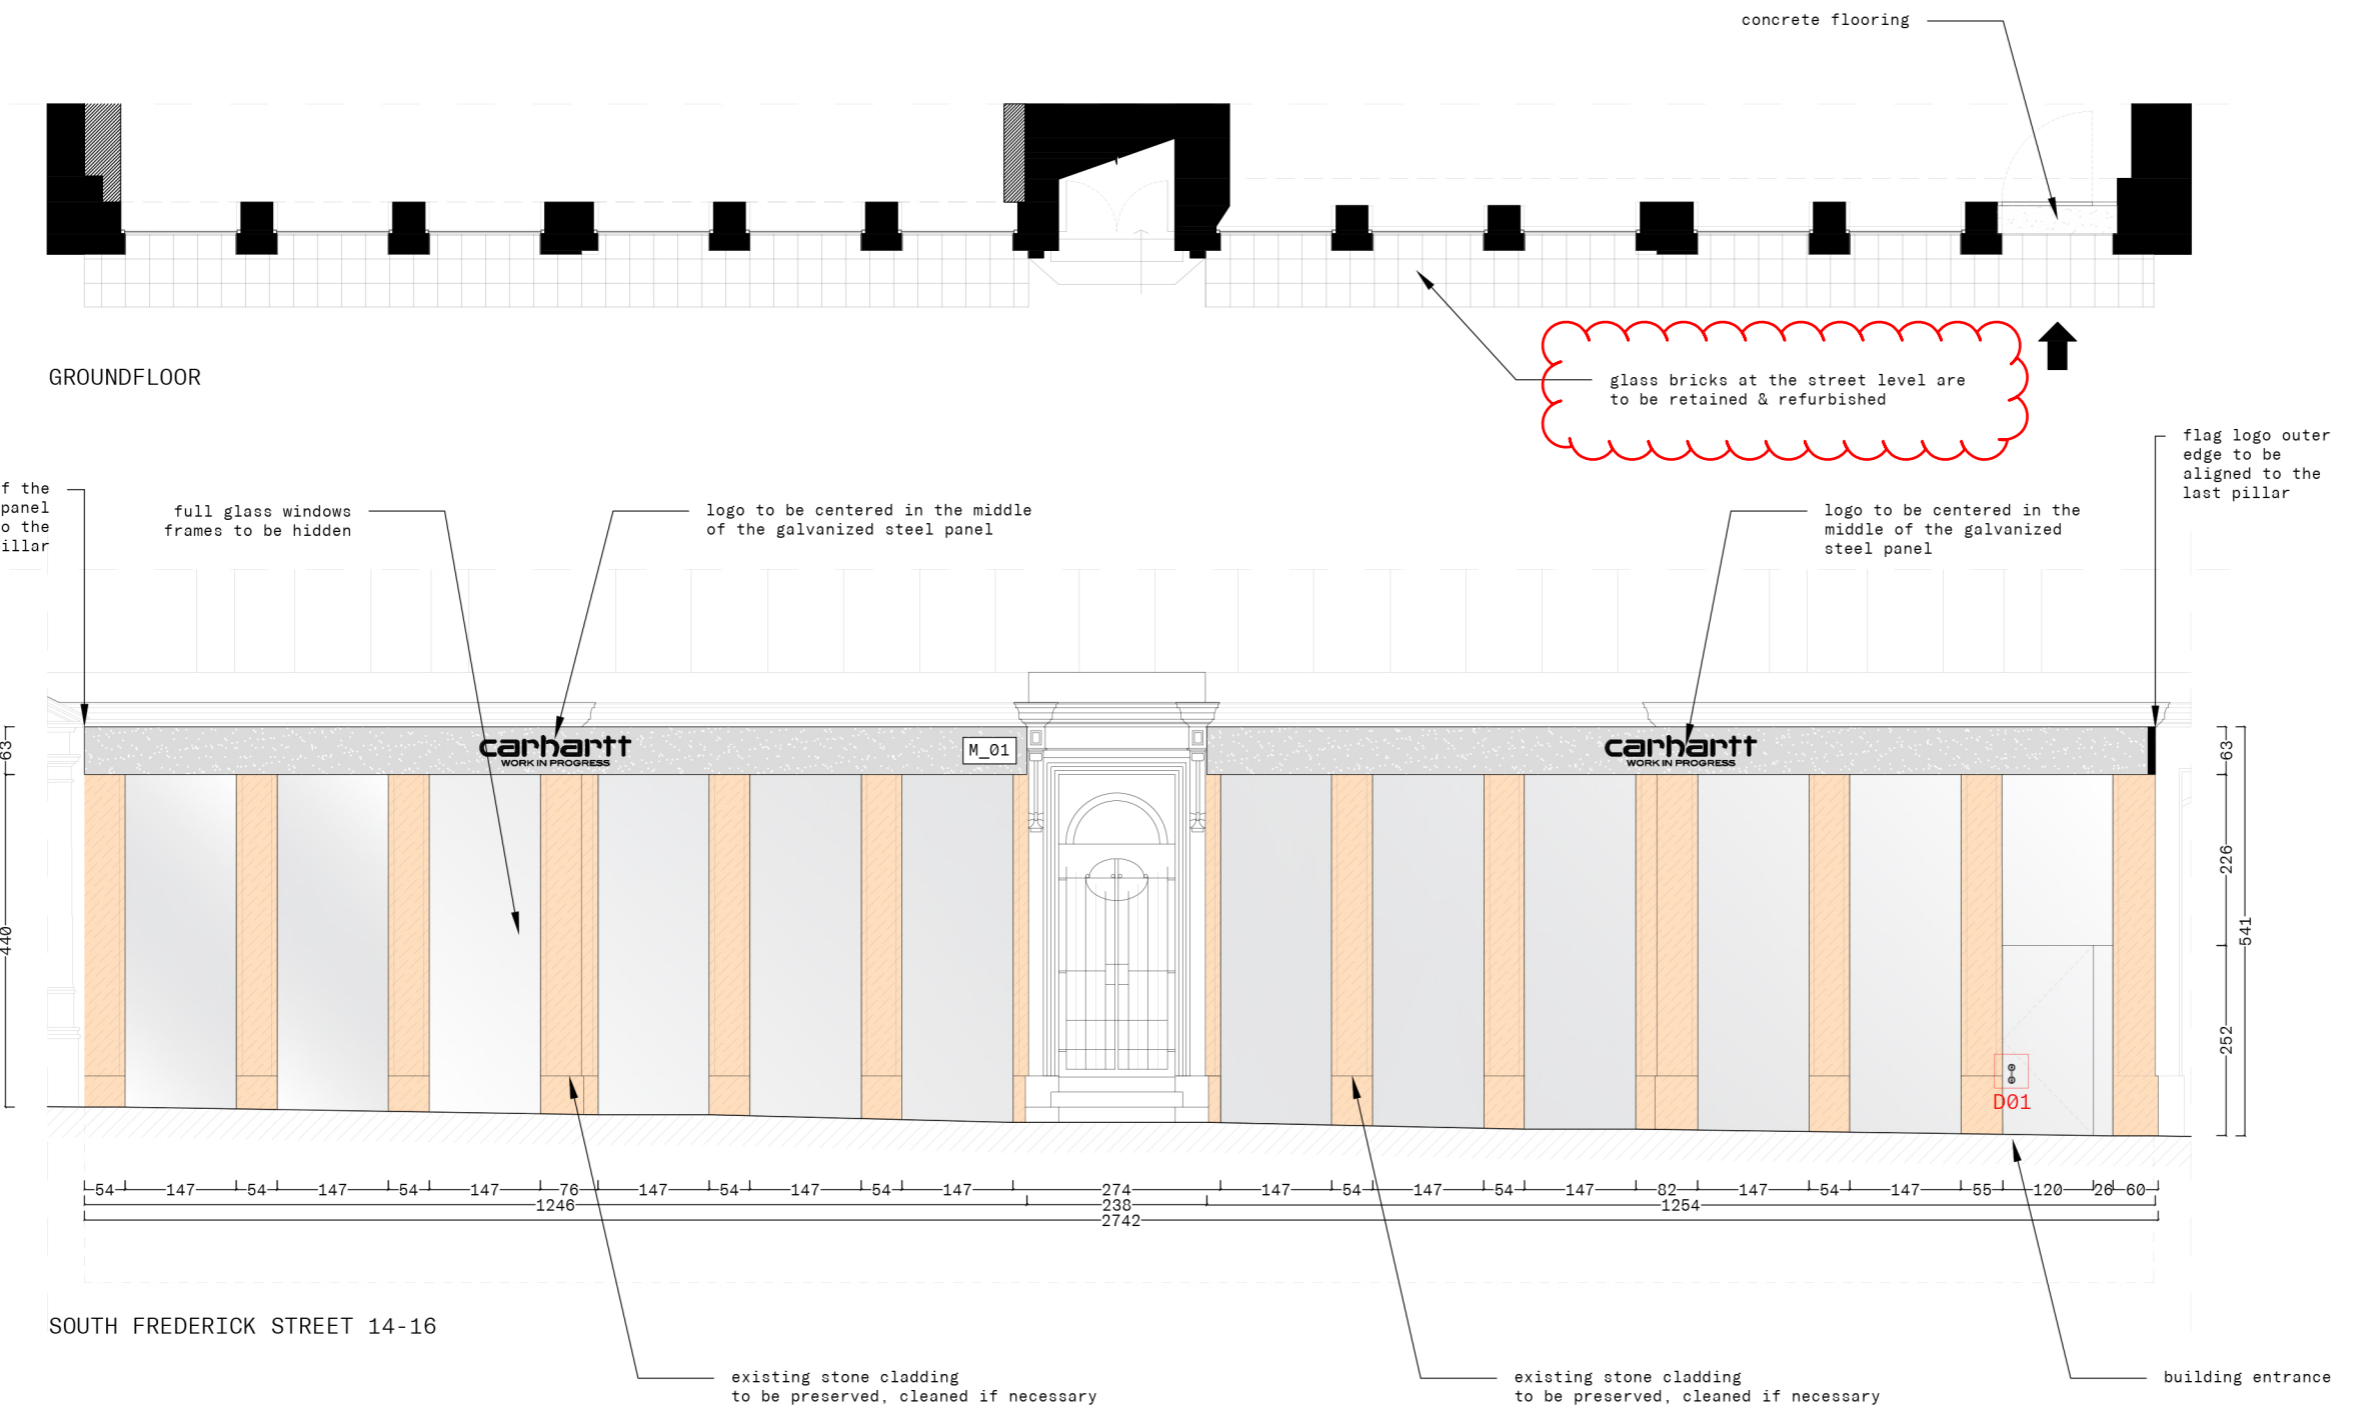 concrete flooring
GROUNDFLOOR
glass bricks at the street level are
to be retained & refurbished
flag logo outer
edge to be
aligned to the
last pillar
f the
panel
o the
illar
full glass windows
frames to be hidden
logo to be centered in the middle
of the galvanized steel panel
logo to be centered in the
middle of the galvanized
steel panel
63
carhartt
WORK IN PROGRESS
M_01
carhartt
WORK IN PROGRESS
63
440
226
541
252
D01
54 147 54 147 54 147 76 147 54 147 54 147 274 147 54 147 54 147 82 147 54 147 55 120 26 60
1246 238 1254
2742
SOUTH FREDERICK STREET 14-16
existing stone cladding
to be preserved, cleaned if necessary
existing stone cladding
to be preserved, cleaned if necessary
building entrance